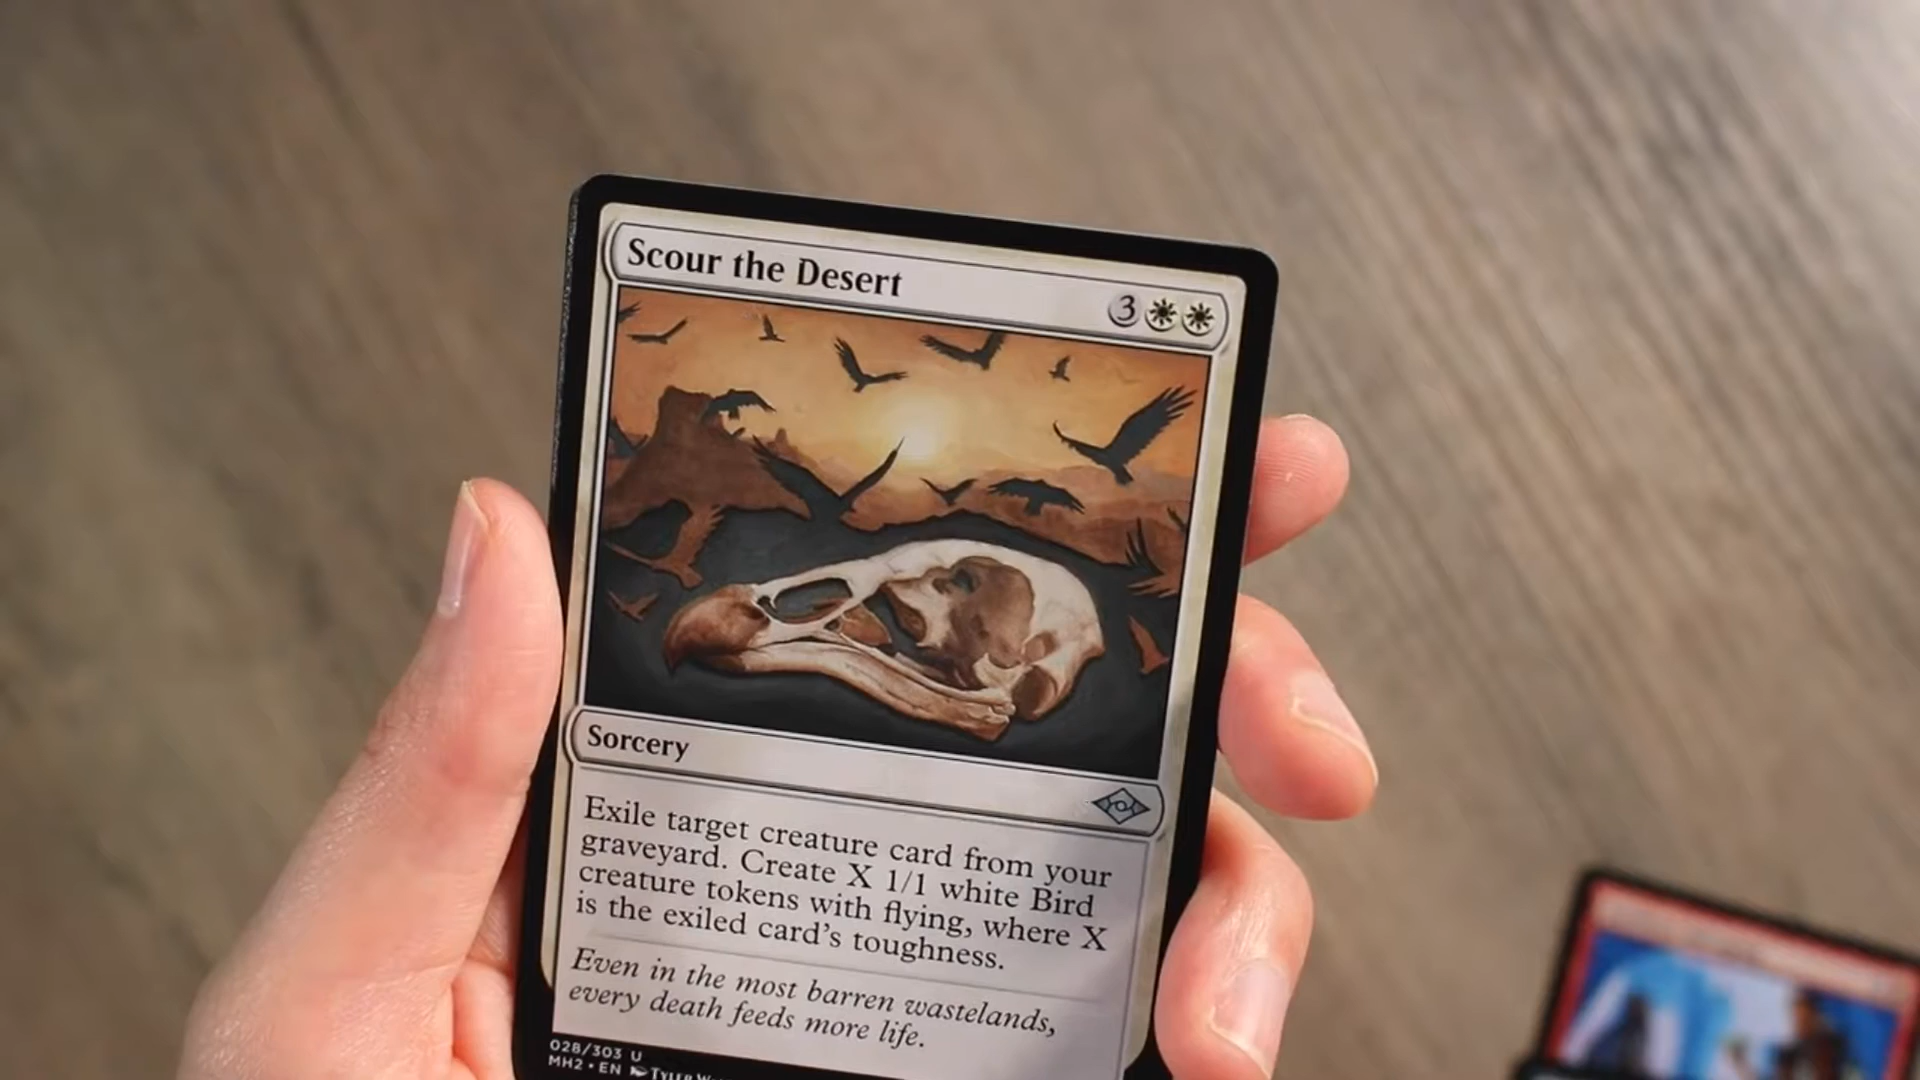 Scour the Desert
3
Sorcery
Exile target creature card from your
graveyard. Create X 1/1 white Bird
creature tokens with flying, where X
is the exiled card's toughness.
Even in the most barren wastelands,
every death feeds more life.
028/303 U
MH2 • EN Tyler